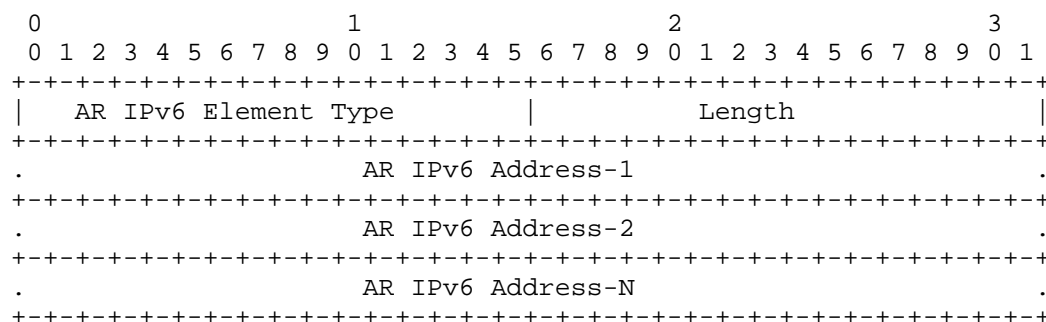 0                   1                   2                   3
 0 1 2 3 4 5 6 7 8 9 0 1 2 3 4 5 6 7 8 9 0 1 2 3 4 5 6 7 8 9 0 1
+-+-+-+-+-+-+-+-+-+-+-+-+-+-+-+-+-+-+-+-+-+-+-+-+-+-+-+-+-+-+-+-+
|   AR IPv6 Element Type        |          Length               |
+-+-+-+-+-+-+-+-+-+-+-+-+-+-+-+-+-+-+-+-+-+-+-+-+-+-+-+-+-+-+-+-+
.                     AR IPv6 Address-1                         .
+-+-+-+-+-+-+-+-+-+-+-+-+-+-+-+-+-+-+-+-+-+-+-+-+-+-+-+-+-+-+-+-+
.                     AR IPv6 Address-2                         .
+-+-+-+-+-+-+-+-+-+-+-+-+-+-+-+-+-+-+-+-+-+-+-+-+-+-+-+-+-+-+-+-+
.                     AR IPv6 Address-N                         .
+-+-+-+-+-+-+-+-+-+-+-+-+-+-+-+-+-+-+-+-+-+-+-+-+-+-+-+-+-+-+-+-+